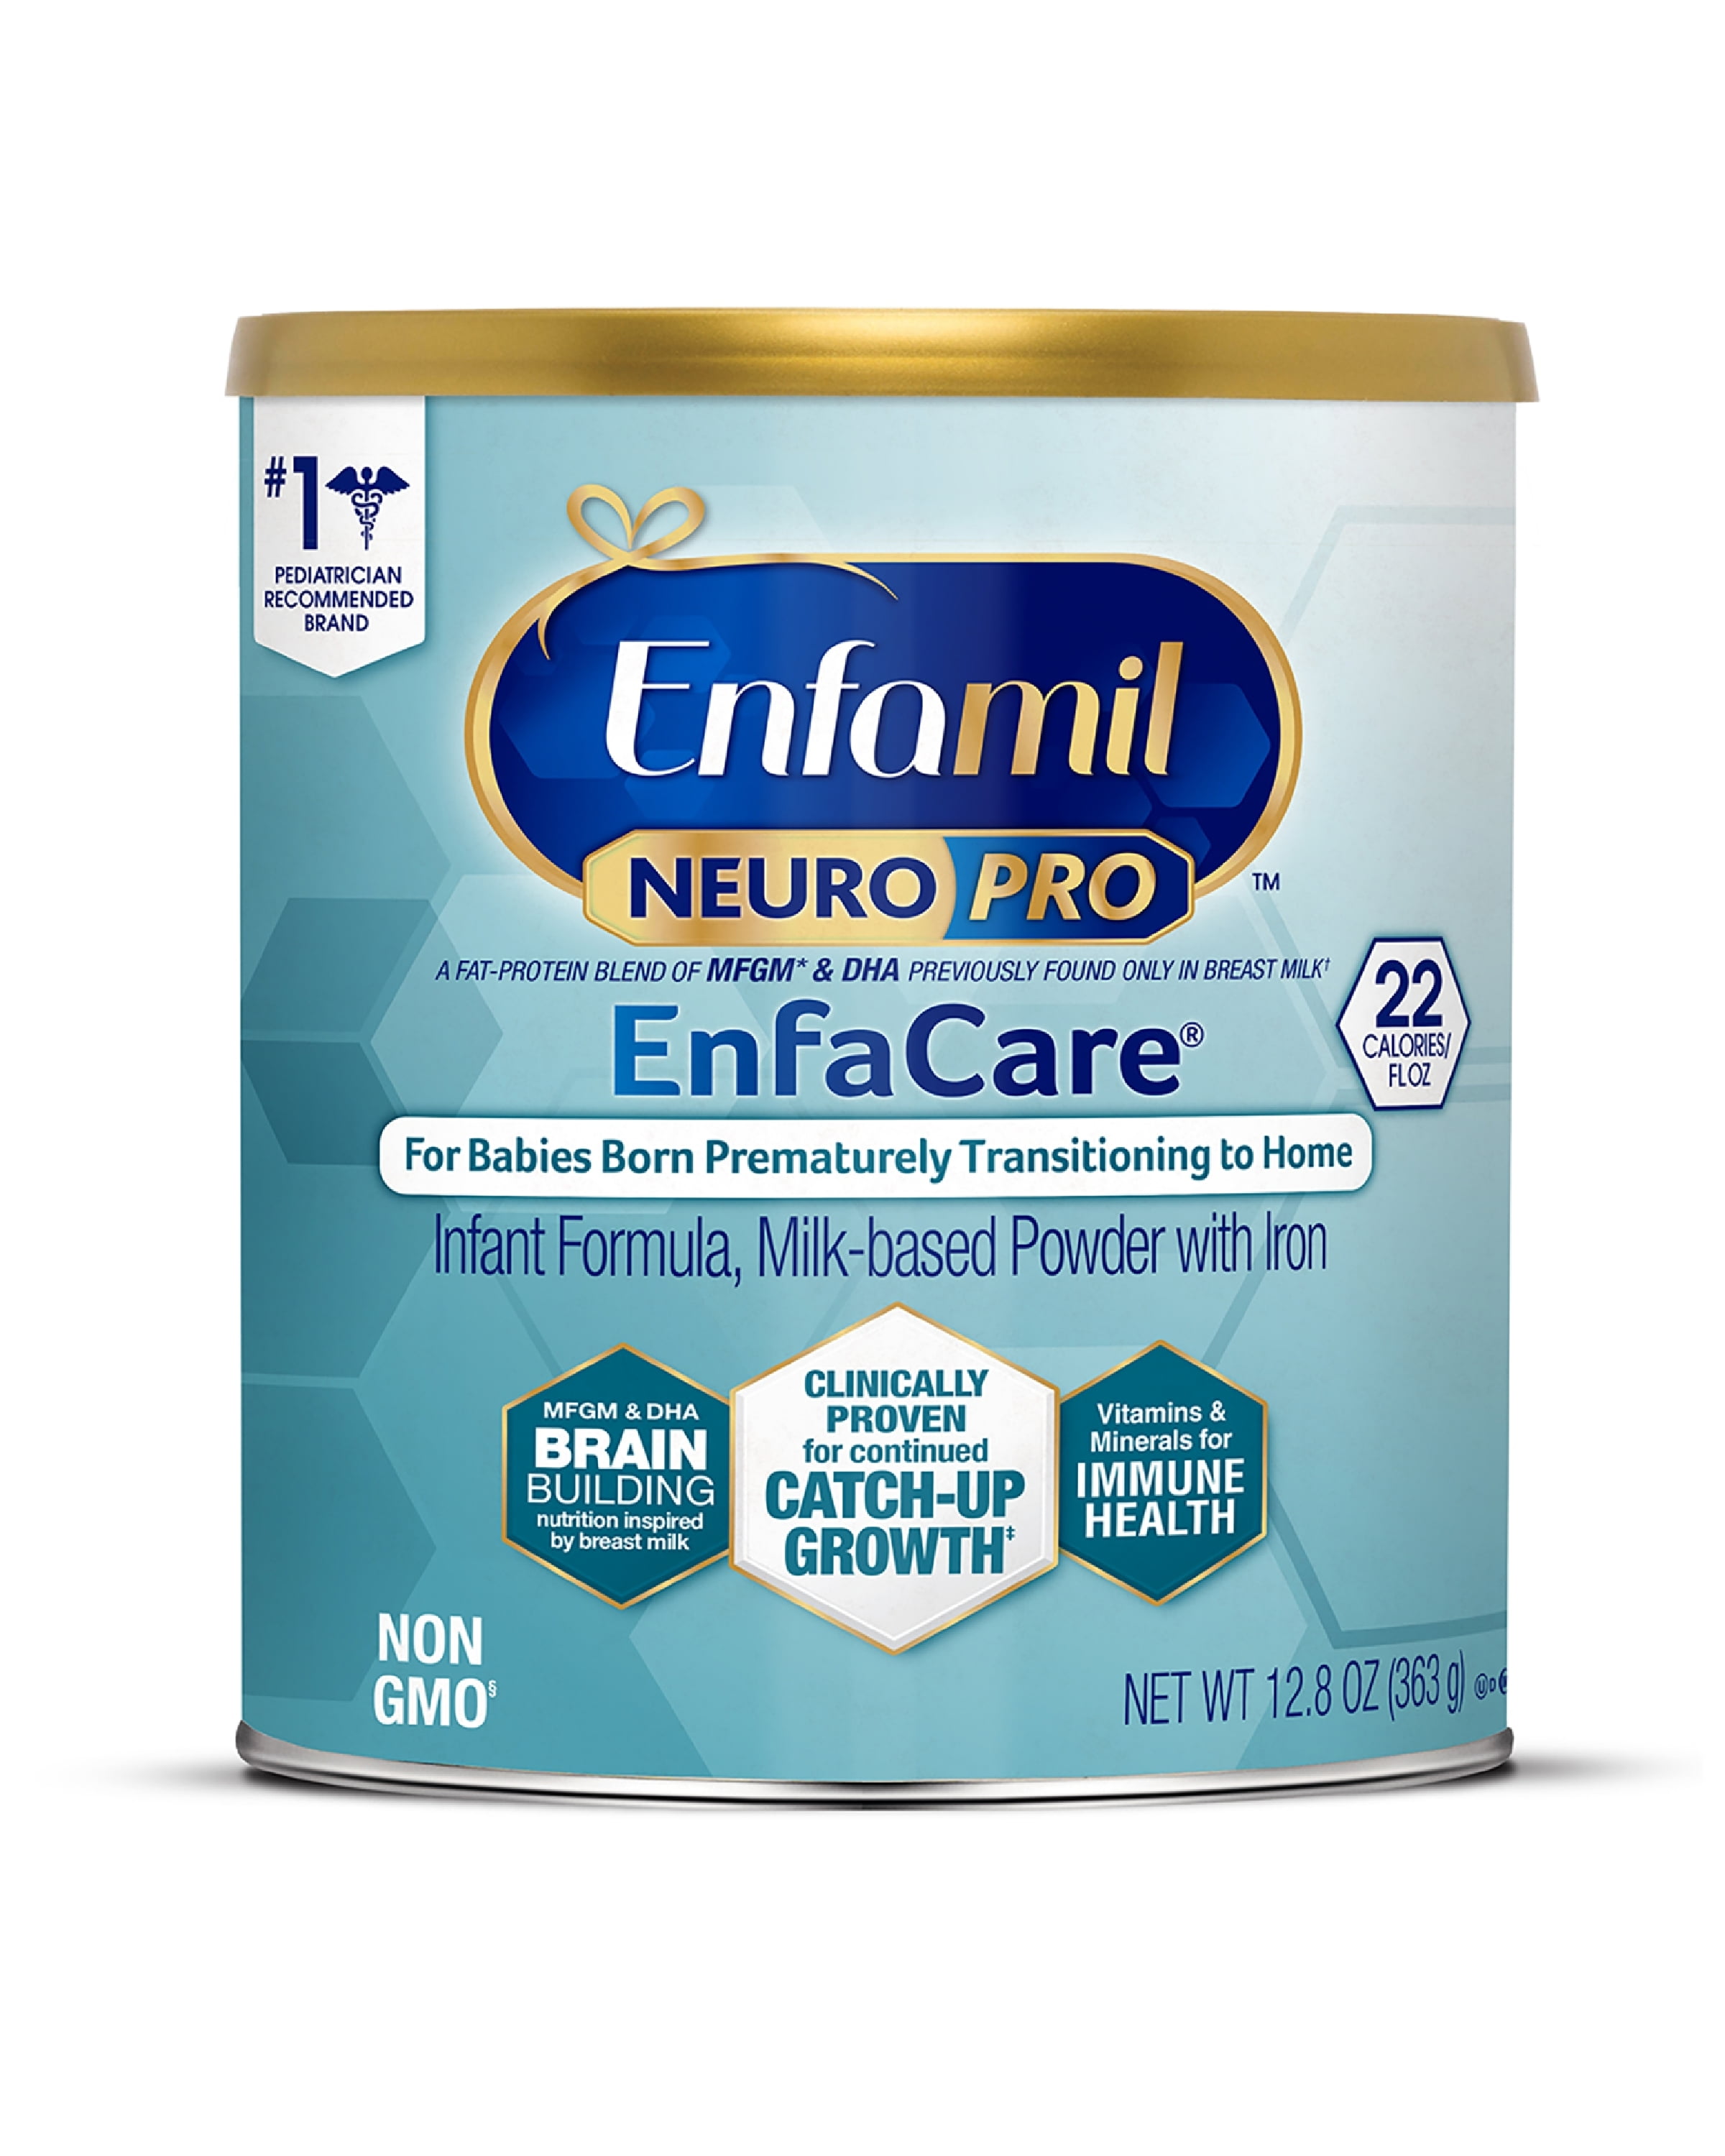 #1
PEDIATRICIAN
RECOMMENDED
BRAND
Enfamil
NEURO PRO ™
A FAT-PROTEIN BLEND OF MFGM* & DHA PREVIOUSLY FOUND ONLY IN BREAST MILK†
EnfaCare®
22
CALORIES/
FL OZ
For Babies Born Prematurely Transitioning to Home
Infant Formula, Milk-based Powder with Iron
MFGM & DHA
BRAIN
BUILDING
nutrition inspired
by breast milk
CLINICALLY
PROVEN
for continued
CATCH-UP
GROWTH‡
Vitamins &
Minerals for
IMMUNE
HEALTH
NON
GMO§
NET WT 12.8 OZ (363 g) Ⓤ D